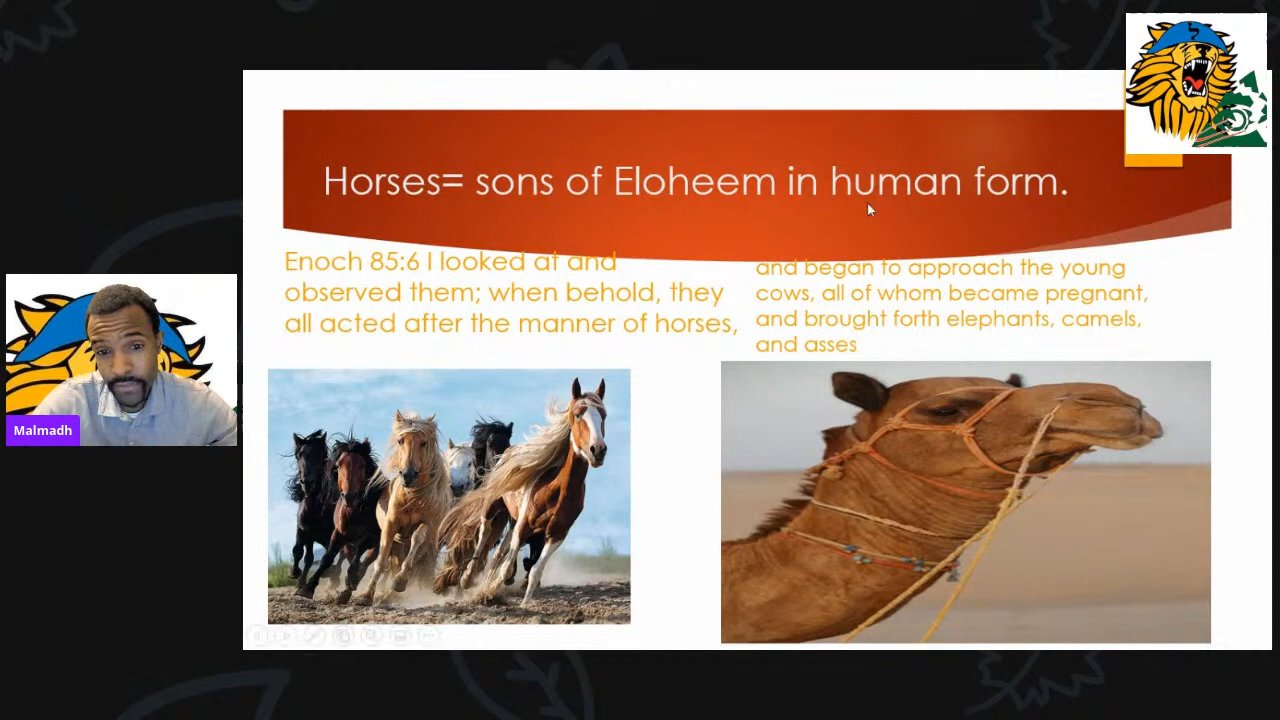 Horses= sons of Eloheem in human form.
Enoch 85:6 I looked at and
observed them; when behold, they
all acted after the manner of horses,
and began to approach the young
cows, all of whom became pregnant,
and brought forth elephants, camels,
and asses
Malmadh